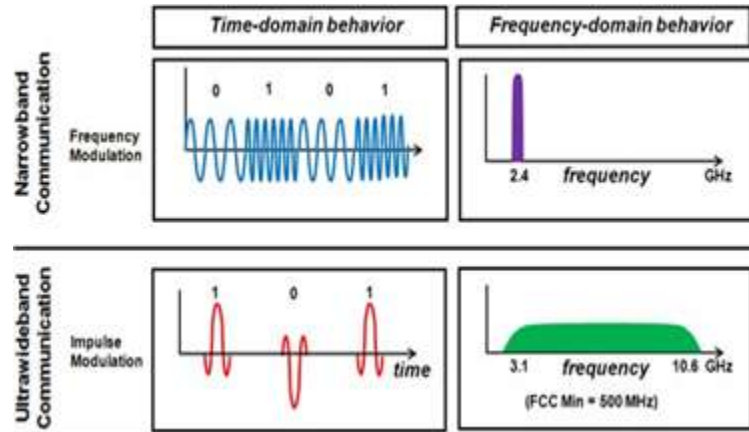 Time-domain behavior
Frequency-domain behavior
Narrowband
Communication
Frequency
Modulation
0 1 0 1
2.4 frequency GHz
Ultrawideband
Communication
Impulse
Modulation
1 0 1
time
3.1 frequency 10.6 GHz
(FCC Min = 500 MHz)